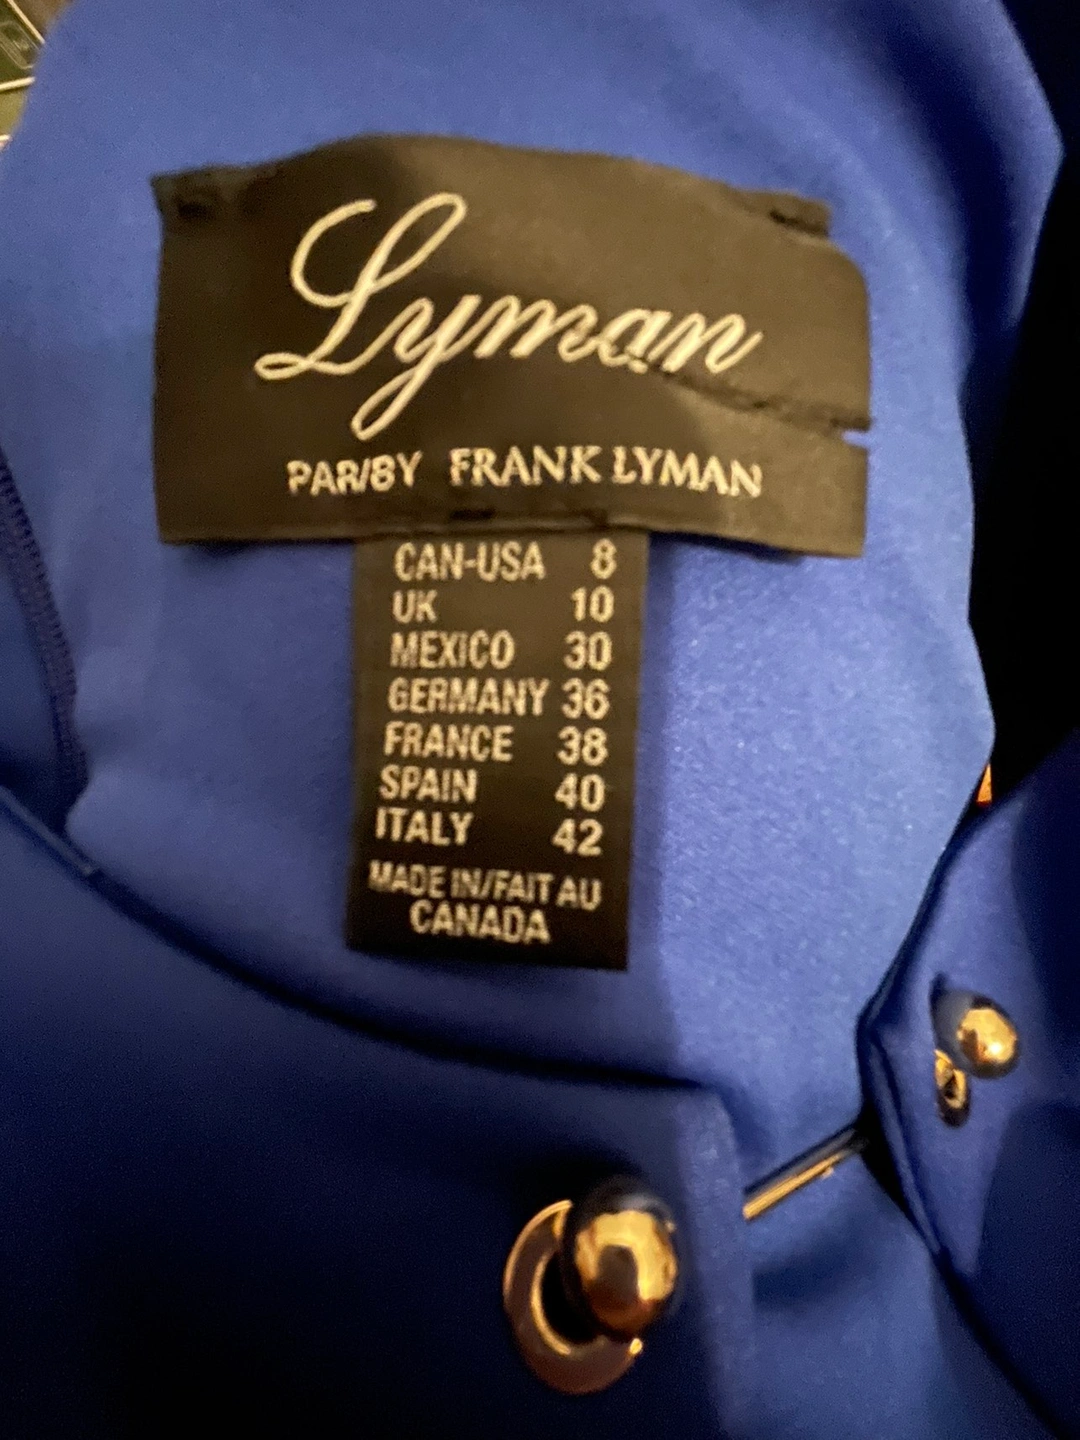 Lyman
PAR/BY FRANK LYMAN
CAN-USA 8
UK 10
MEXICO 30
GERMANY 36
FRANCE 38
SPAIN 40
ITALY 42
MADE IN/FAIT AU
CANADA